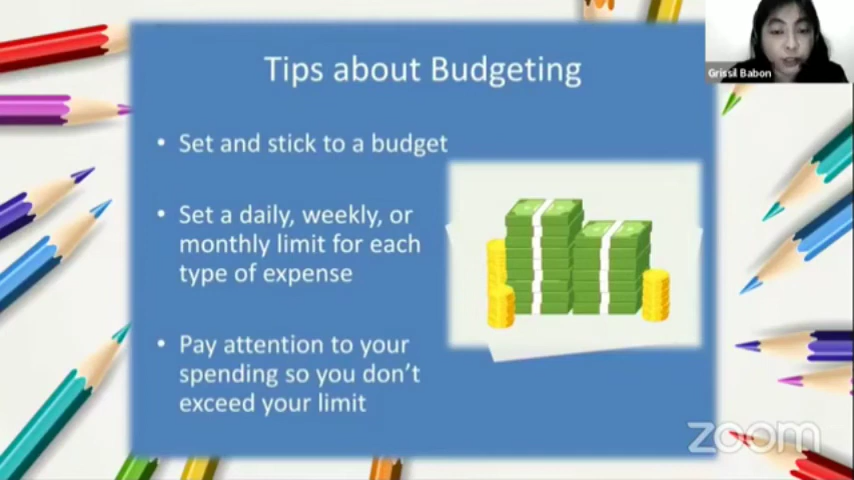 Tips about Budgeting
Grissil Babon
• Set and stick to a budget
• Set a daily, weekly, or
monthly limit for each
type of expense
• Pay attention to your
spending so you don't
exceed your limit
zoom